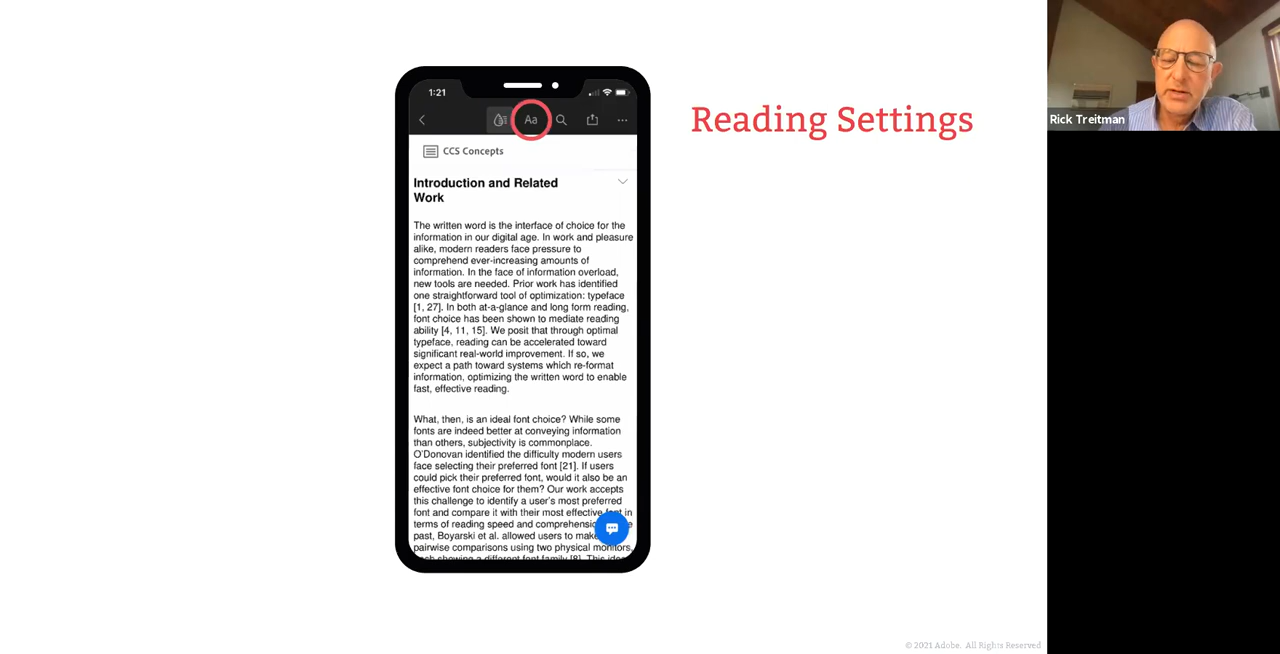 1:21
Aa
CCS Concepts
Introduction and Related
Work
The written word is the interface of choice for the
information in our digital age. In work and pleasure
alike, modern readers face pressure to
comprehend ever-increasing amounts of
information. In the face of information overload,
new tools are needed. Prior work has identified
one straightforward tool of optimization: typeface
[1, 27]. In both at-a-glance and long form reading,
font choice has been shown to mediate reading
ability [4, 11, 15]. We posit that through optimal
typeface, reading can be accelerated toward
significant real-world improvement. If so, we
expect a path toward systems which re-format
information, optimizing the written word to enable
fast, effective reading.
What, then, is an ideal font choice? While some
fonts are indeed better at conveying information
than others, subjectivity is commonplace.
O'Donovan identified the difficulty modern users
face selecting their preferred font [21]. If users
could pick their preferred font, would it also be an
effective font choice for them? Our work accepts
this challenge to identify a user's most preferred
font and compare it with their most effective font in
terms of reading speed and
past, Boyarski et al. allowed users to
pairwise comparisons using two physical monitors,
each showing a different font family [8]. This
Reading Settings
Rick Treitman
© 2021 Adobe. All Rights Reserved